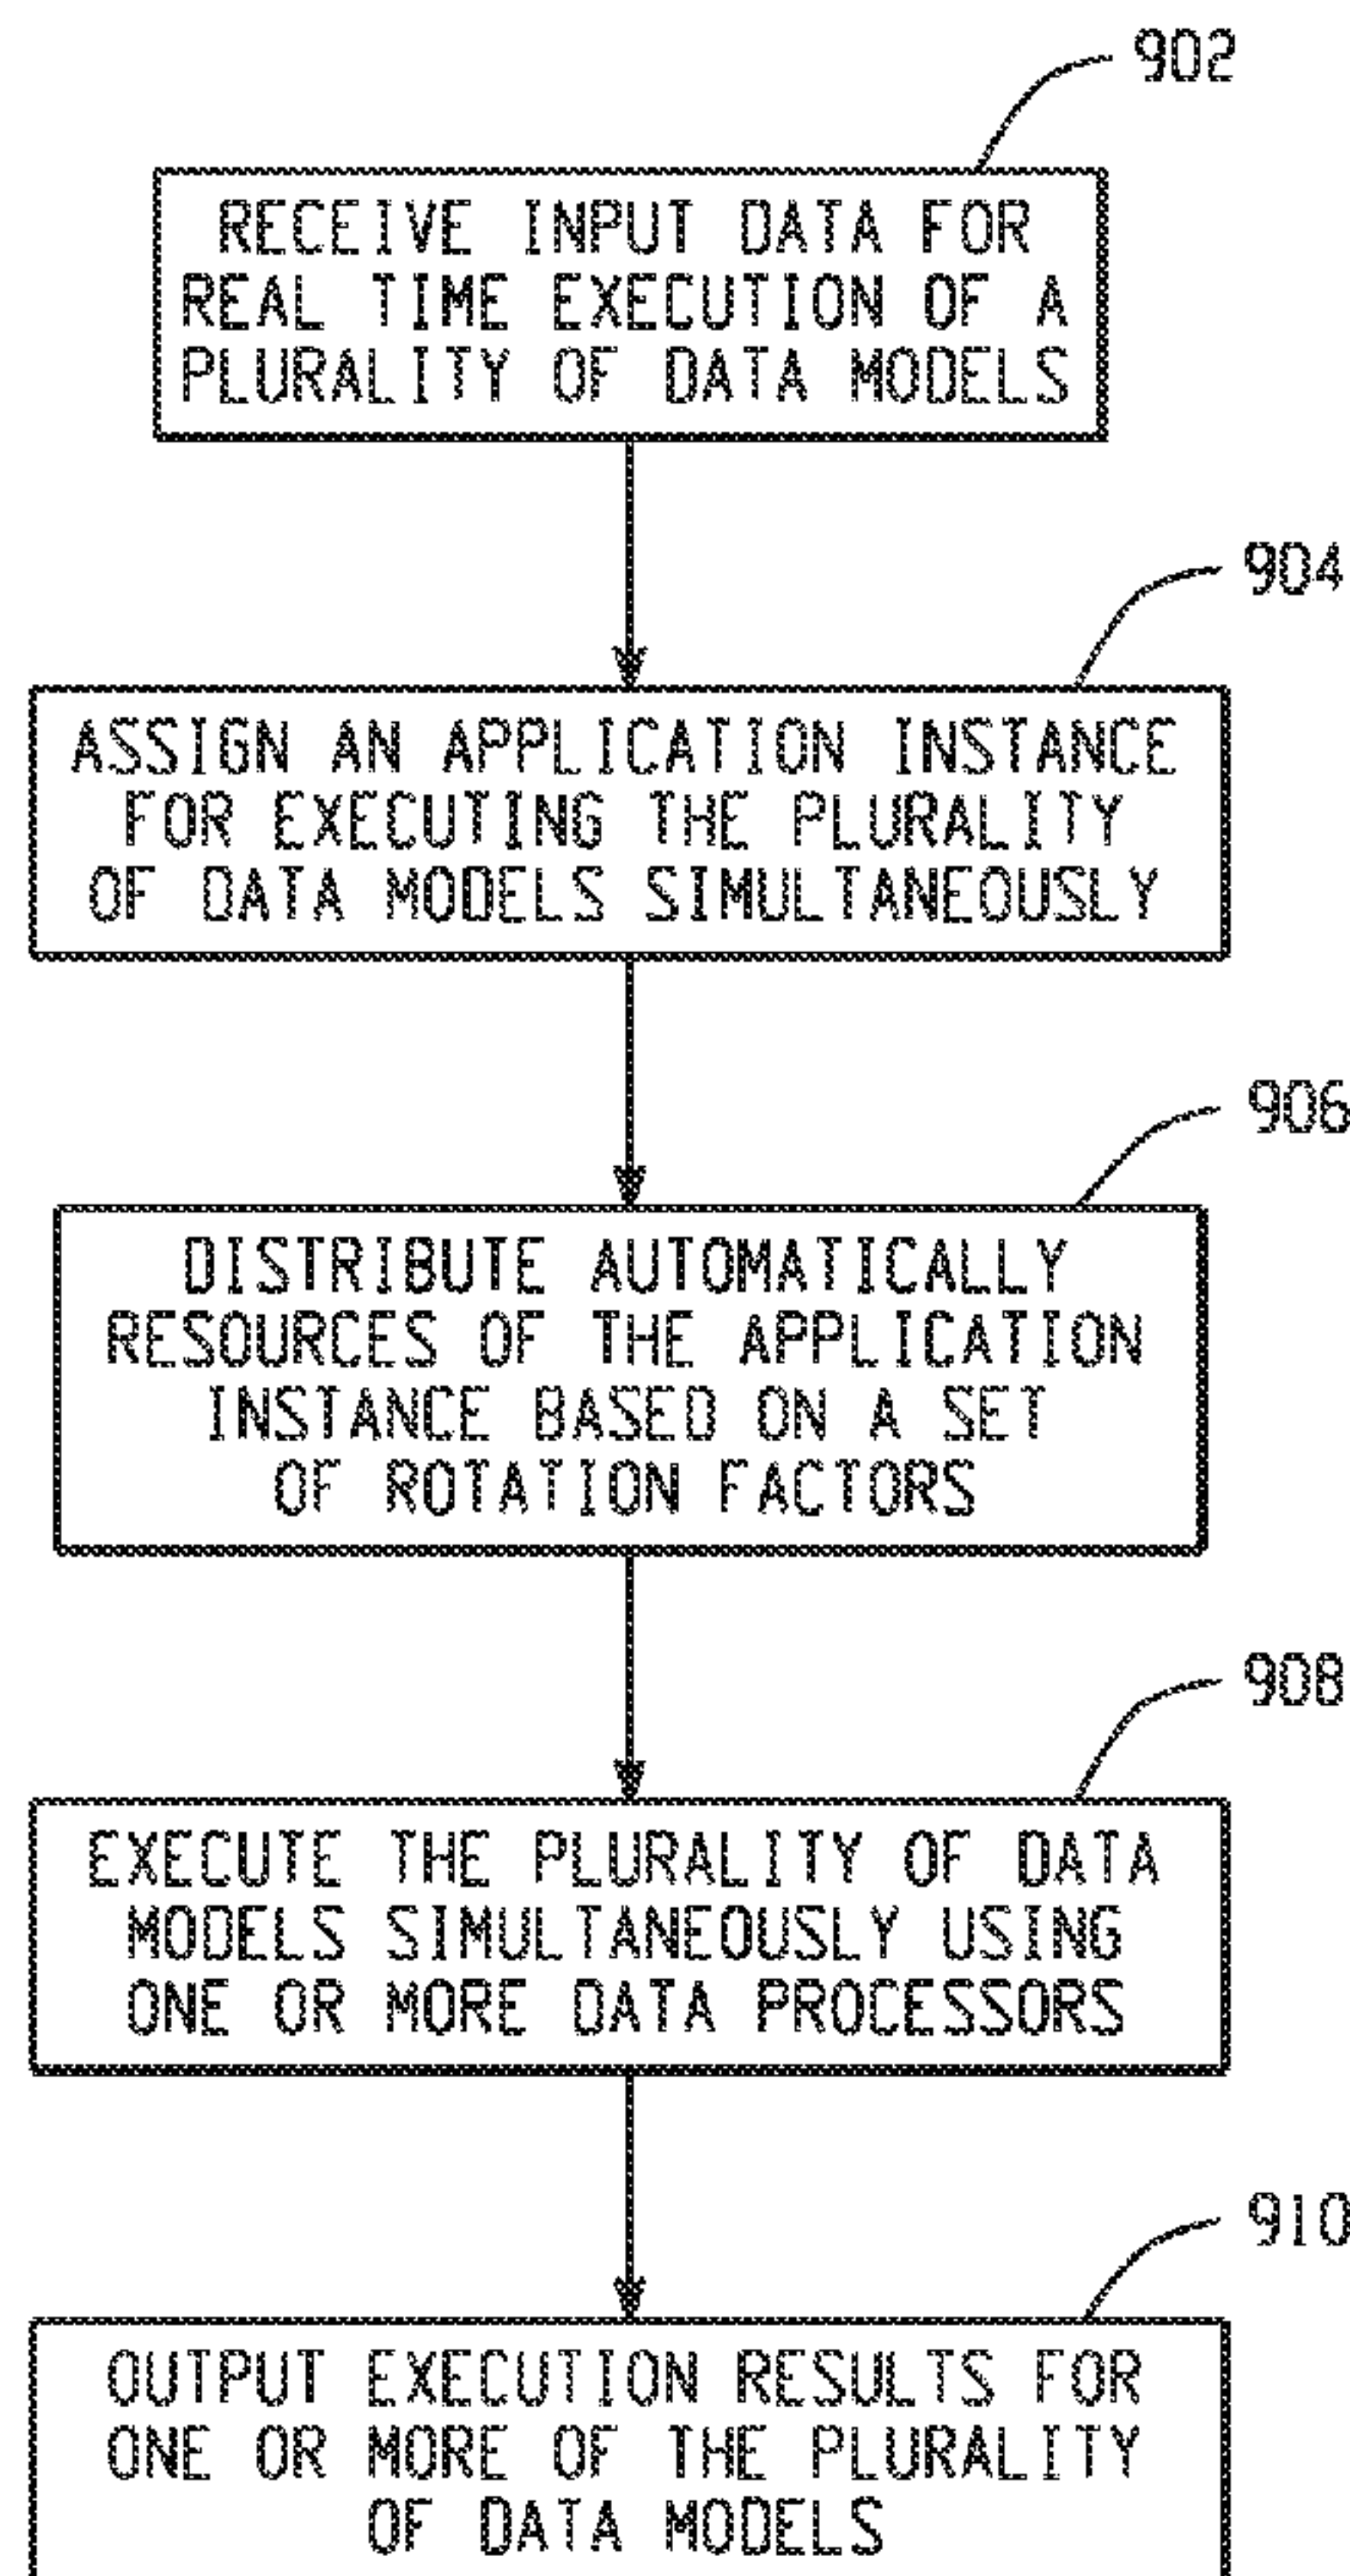 902
RECEIVE INPUT DATA FOR
REAL TIME EXECUTION OF A
PLURALITY OF DATA MODELS
904
ASSIGN AN APPLICATION INSTANCE
FOR EXECUTING THE PLURALITY
OF DATA MODELS SIMULTANEOUSLY
906
DISTRIBUTE AUTOMATICALLY
RESOURCES OF THE APPLICATION
INSTANCE BASED ON A SET
OF ROTATION FACTORS
908
EXECUTE THE PLURALITY OF DATA
MODELS SIMULTANEOUSLY USING
ONE OR MORE DATA PROCESSORS
910
OUTPUT EXECUTION RESULTS FOR
ONE OR MORE OF THE PLURALITY
OF DATA MODELS